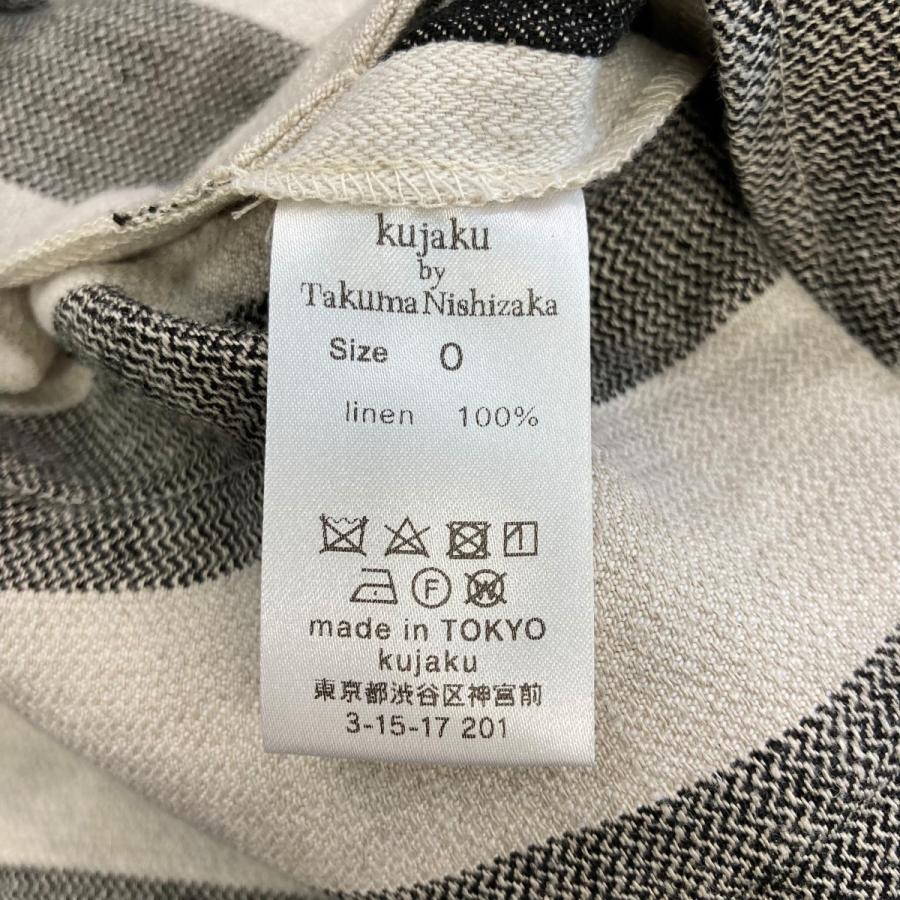 kujaku
by
Takuma Nishizaka
Size 0
linen 100%
F W
made in TOKYO
kujaku
東京都渋谷区神宮前
3-15-17 201